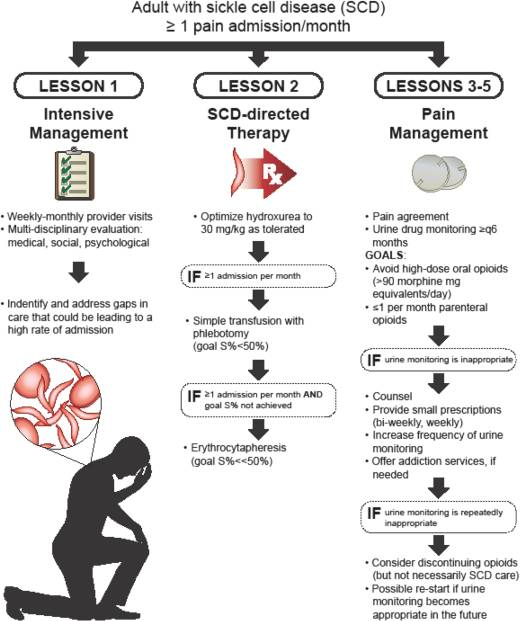 Adult with sickle cell disease (SCD)
≥ 1 pain admission/month
LESSON 1
Intensive
Management
• Weekly-monthly provider visits
• Multi-disciplinary evaluation:
medical, social, psychological
• Indentify and address gaps in
care that could be leading to a
high rate of admission
LESSON 2
SCD-directed
Therapy
Rx
• Optimize hydroxurea to
30 mg/kg as tolerated
IF ≥1 admission per month
• Simple transfusion with
phlebotomy
(goal S%<50%)
IF ≥1 admission per month AND
goal S% not achieved
• Erythrocytapheresis
(goal S%<<50%)
LESSONS 3-5
Pain
Management
• Pain agreement
• Urine drug monitoring ≥q6
months
GOALS:
• Avoid high-dose oral opioids
(>90 morphine mg
equivalents/day)
• ≤1 per month parenteral
opioids
IF urine monitoring is inappropriate
• Counsel
• Provide small prescriptions
(bi-weekly, weekly)
• Increase frequency of urine
monitoring
• Offer addiction services, if
needed
IF urine monitoring is repeatedly
inappropriate
• Consider discontinuing opioids
(but not necessarily SCD care)
• Possible re-start if urine
monitoring becomes
appropriate in the future